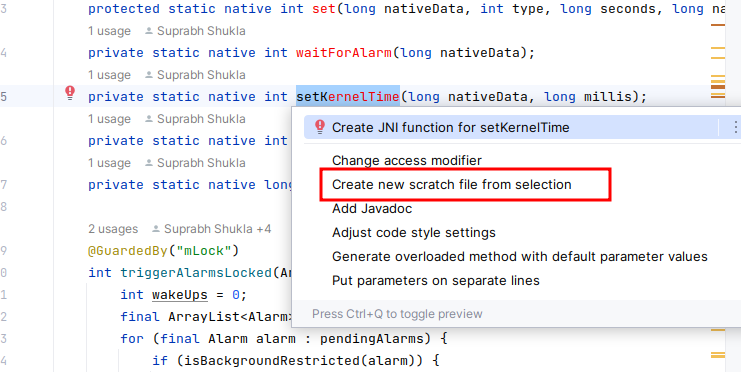 3 protected static native int set(long nativeData, int type, long seconds, long na
1 usage Suprabh Shukla
4 private static native int waitForAlarm(long nativeData);
1 usage Suprabh Shukla
5 private static native int setKernelTime(long nativeData, long millis);
1 usage Suprabh Shukla
6 private static native int
1 usage Suprabh Shukla
7 private static native long
8
2 usages Suprabh Shukla +4
9 @GuardedBy("mLock")
0 int triggerAlarmsLocked(Ar
1 int wakeUps = 0;
2 final ArrayList<Alarm>
3 for (final Alarm alarm : pendingAlarms) {
4 if (isBackgroundRestricted(alarm)) {
Create JNI function for setKernelTime
Change access modifier
Create new scratch file from selection
Add Javadoc
Adjust code style settings
Generate overloaded method with default parameter values
Put parameters on separate lines
Press Ctrl+Q to toggle preview